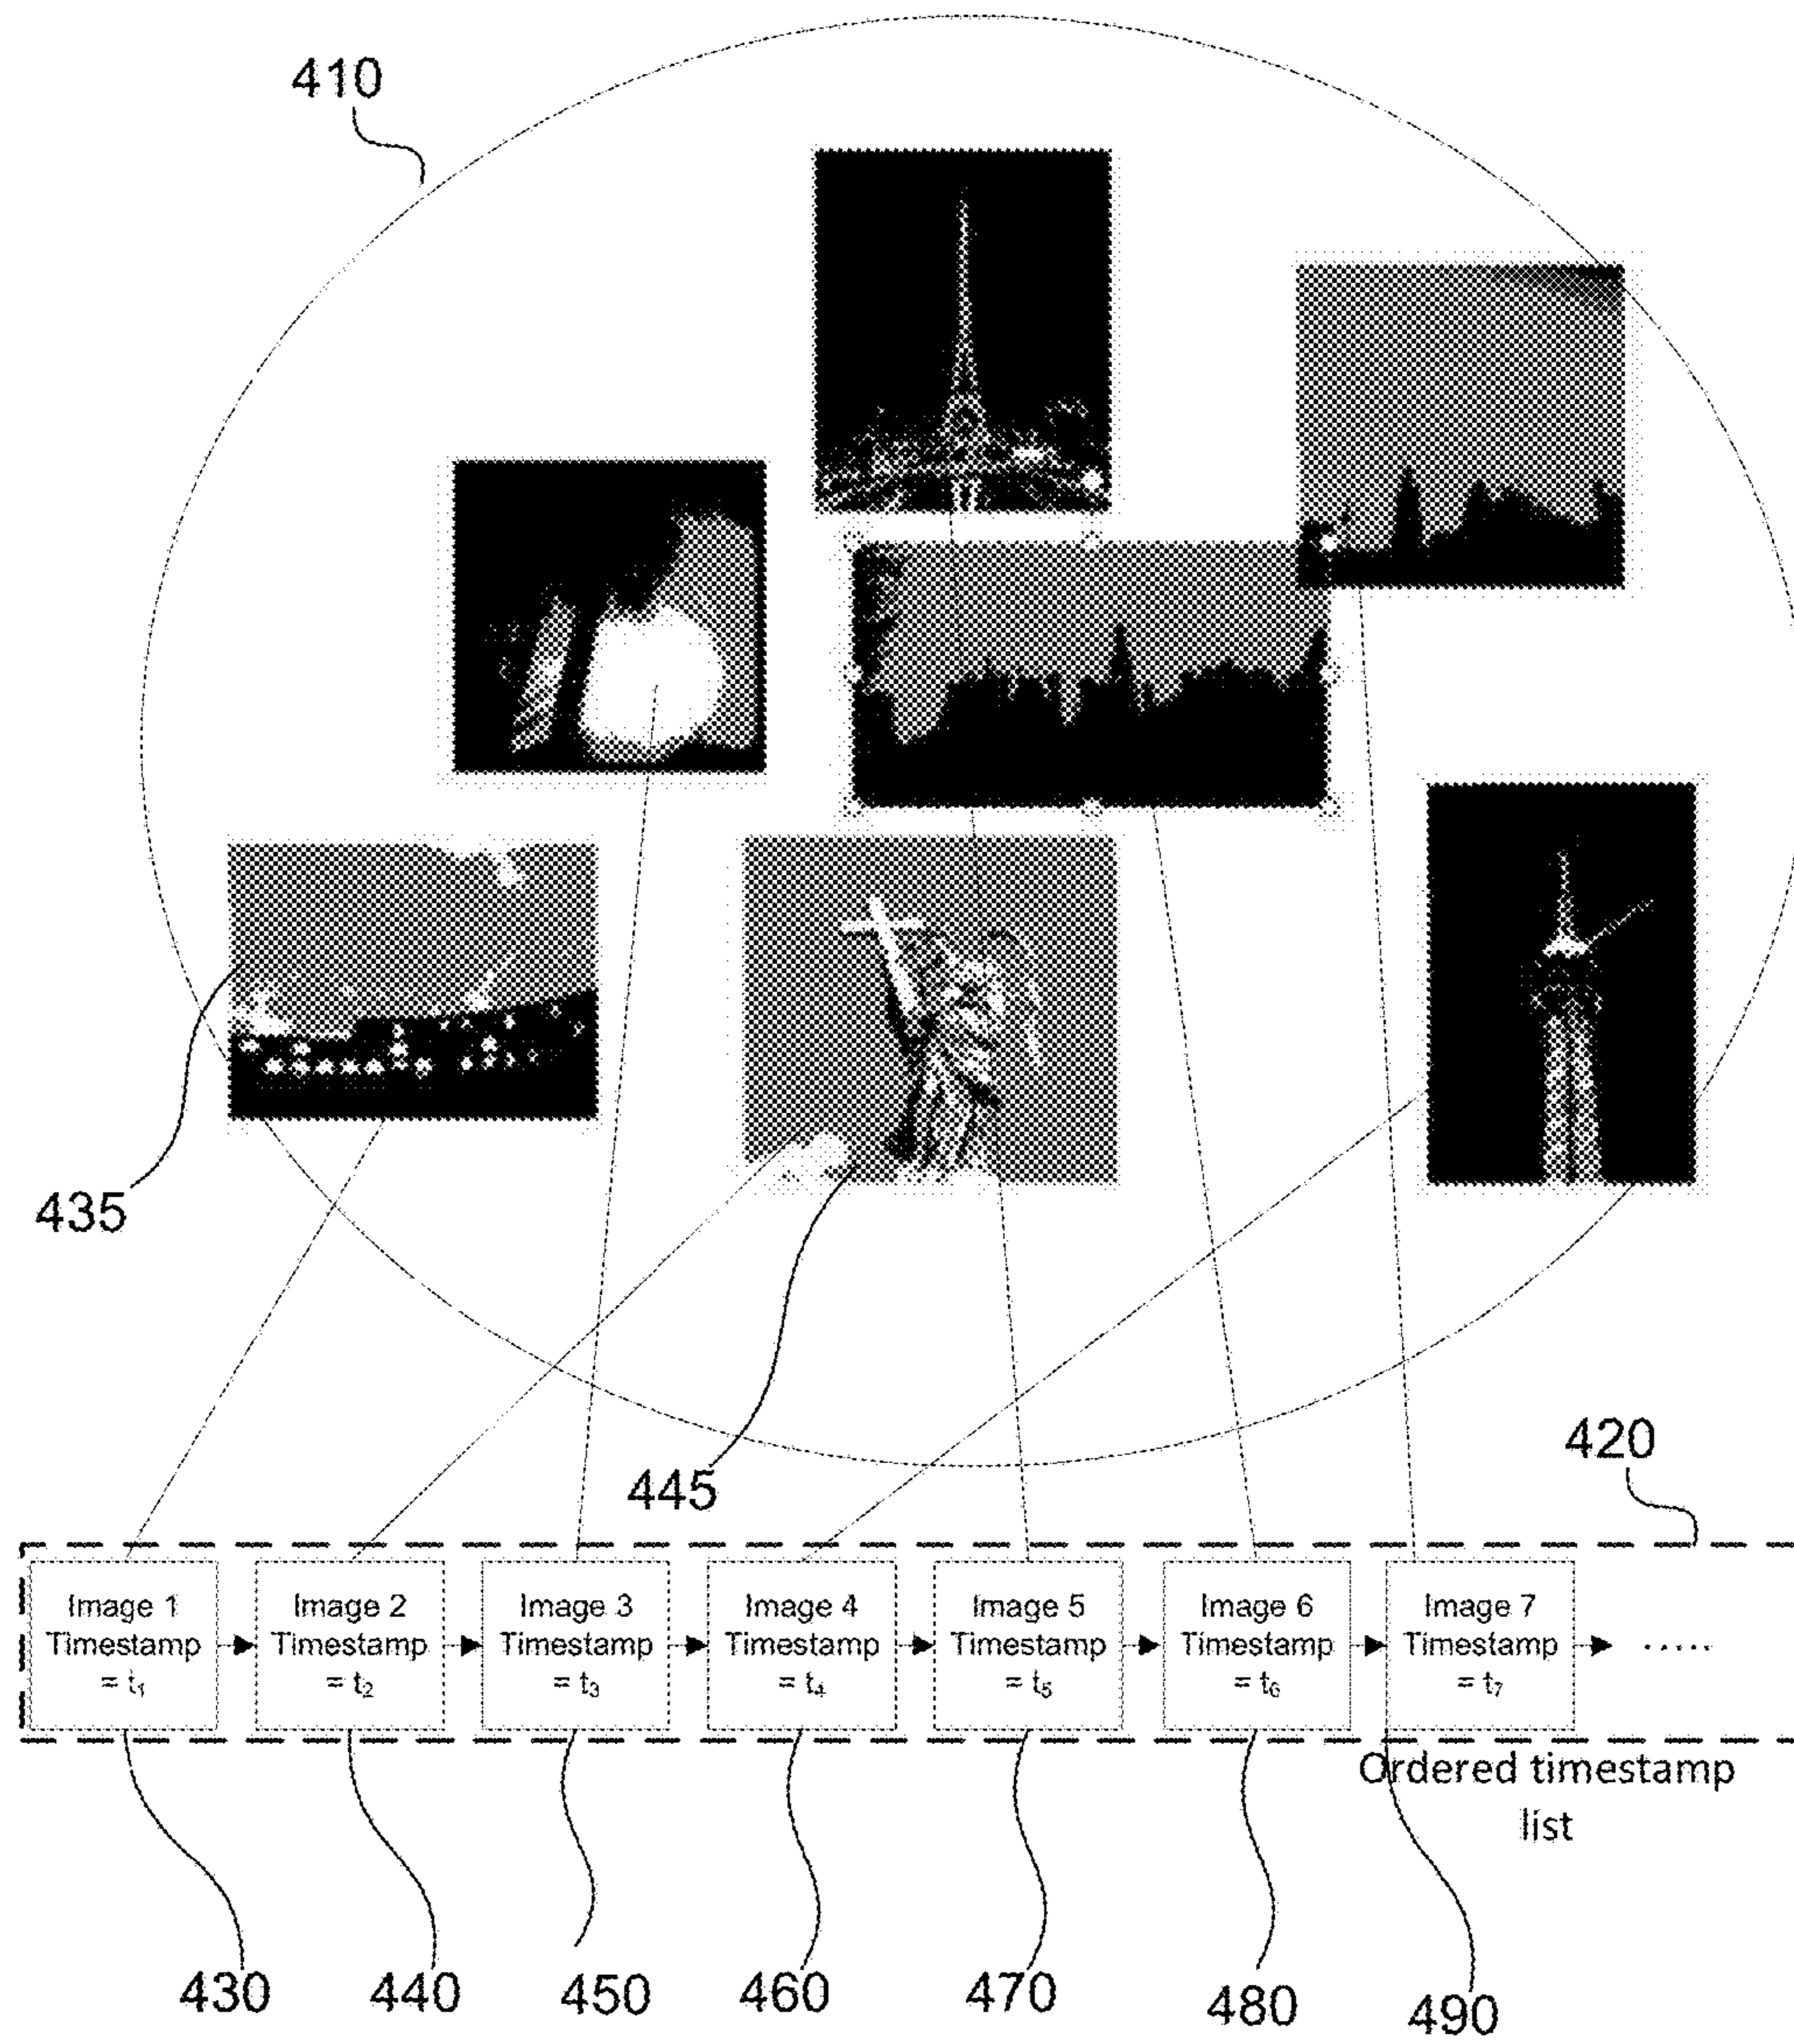 410
435
445
420
Image 1
Timestamp
= t₁
Image 2
Timestamp
= t₂
Image 3
Timestamp
= t₃
Image 4
Timestamp
= t₄
Image 5
Timestamp
= t₅
Image 6
Timestamp
= t₆
Image 7
Timestamp
= t₇
.....
Ordered timestamp
list
430
440
450
460
470
480
490